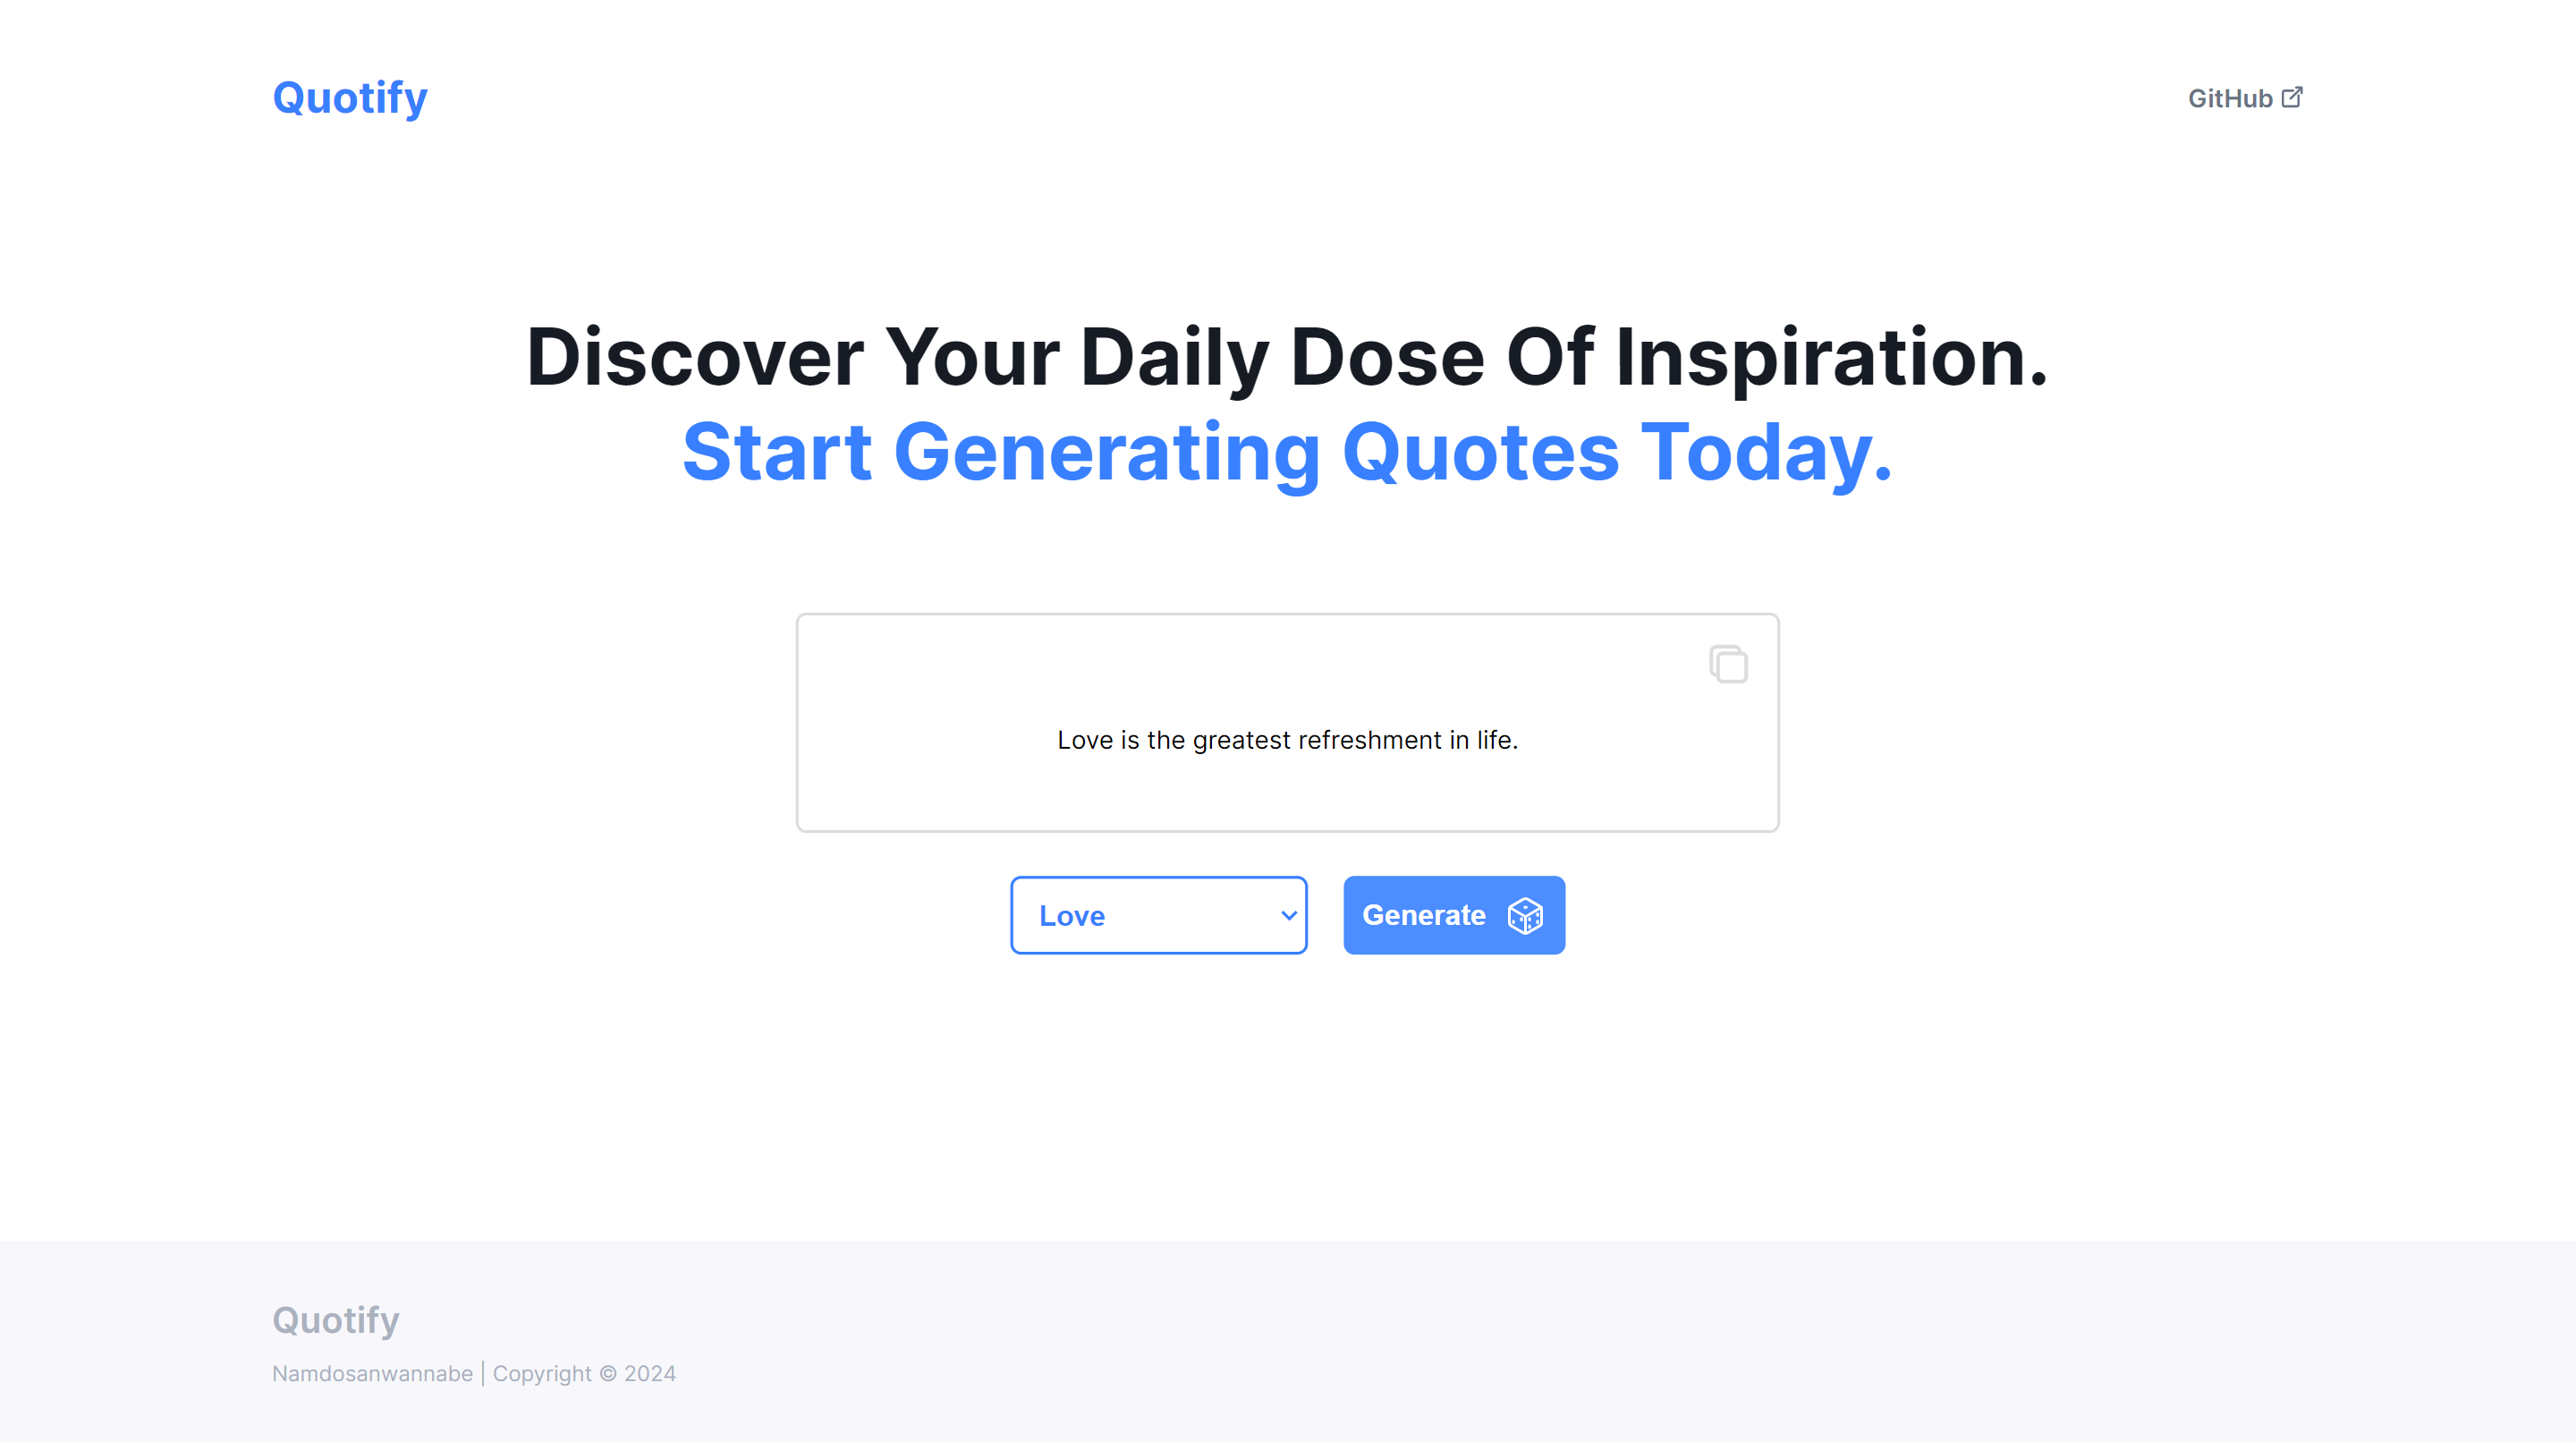 Quotify
GitHub
Discover Your Daily Dose Of Inspiration.
Start Generating Quotes Today.
Love is the greatest refreshment in life.
Love
Generate
Quotify
Namdosanwannabe | Copyright © 2024